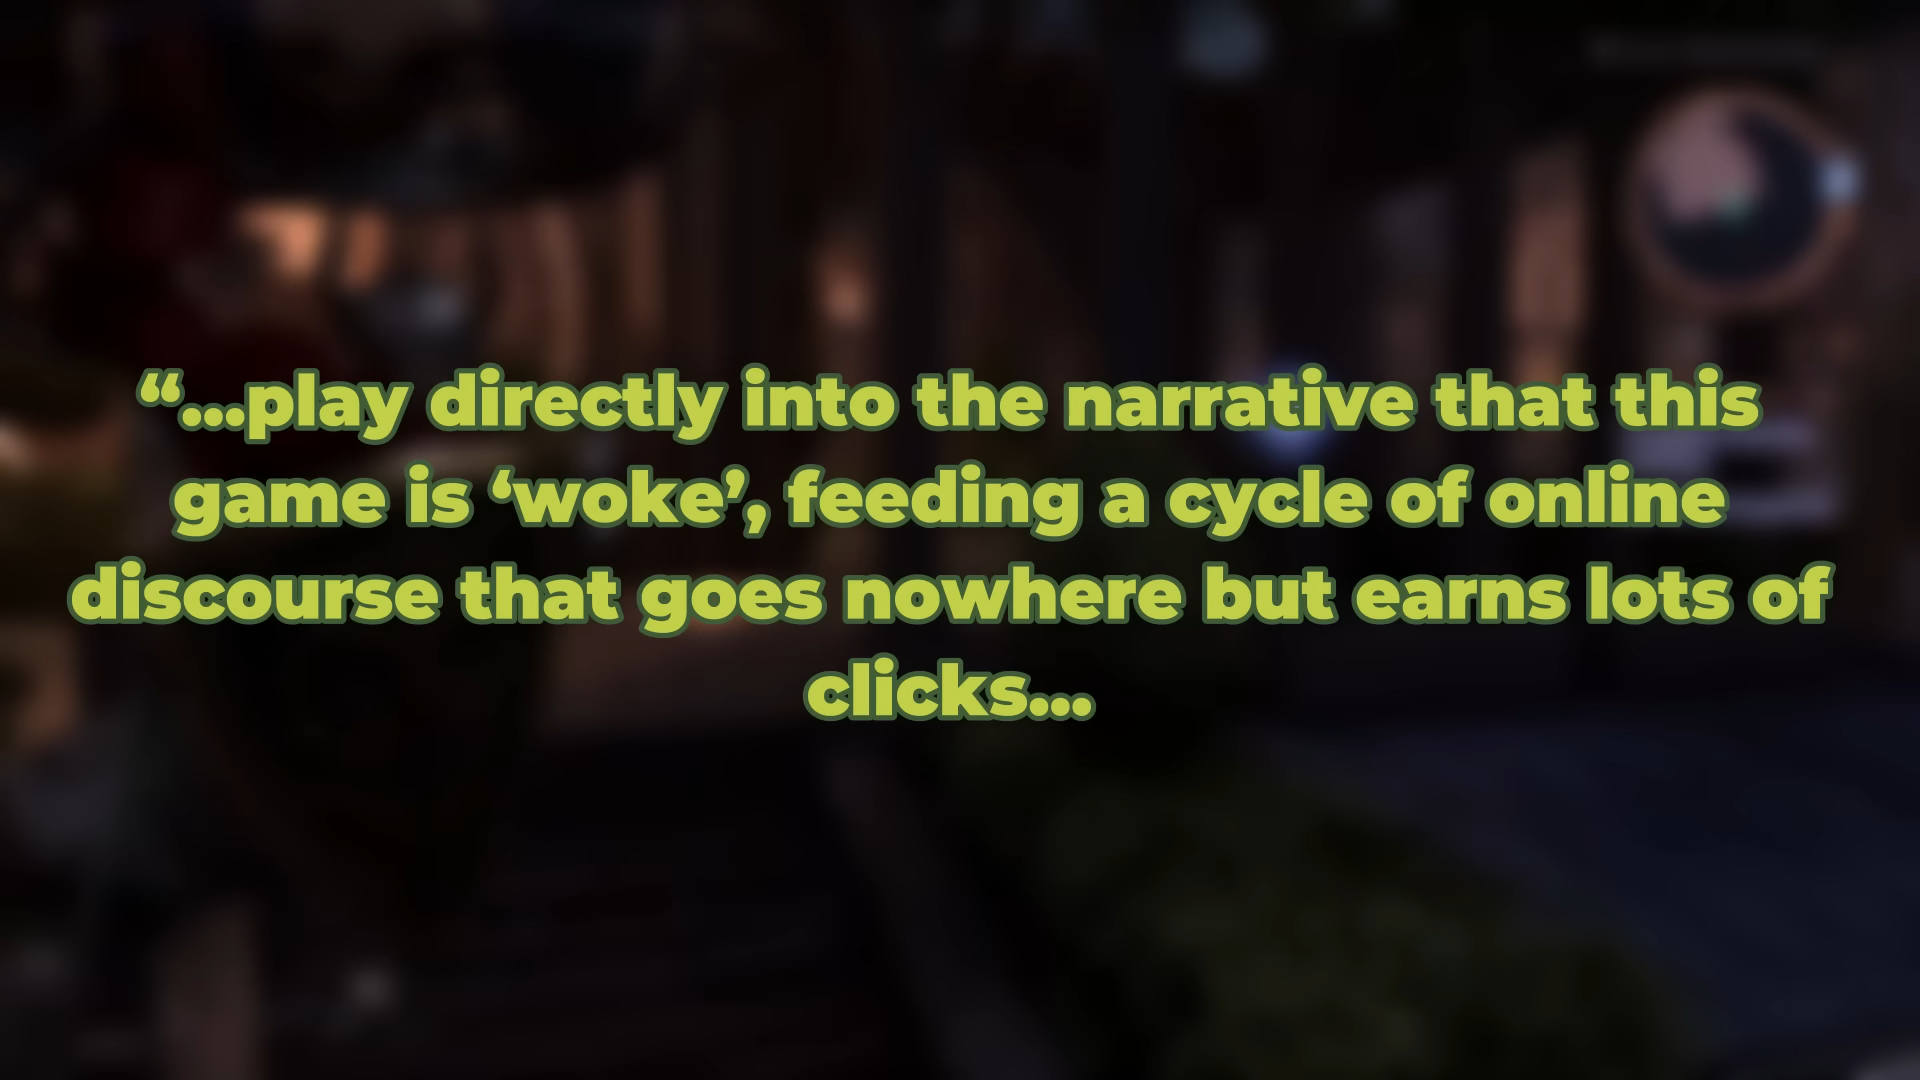 “...play directly into the narrative that this
game is ‘woke’, feeding a cycle of online
discourse that goes nowhere but earns lots of
clicks...